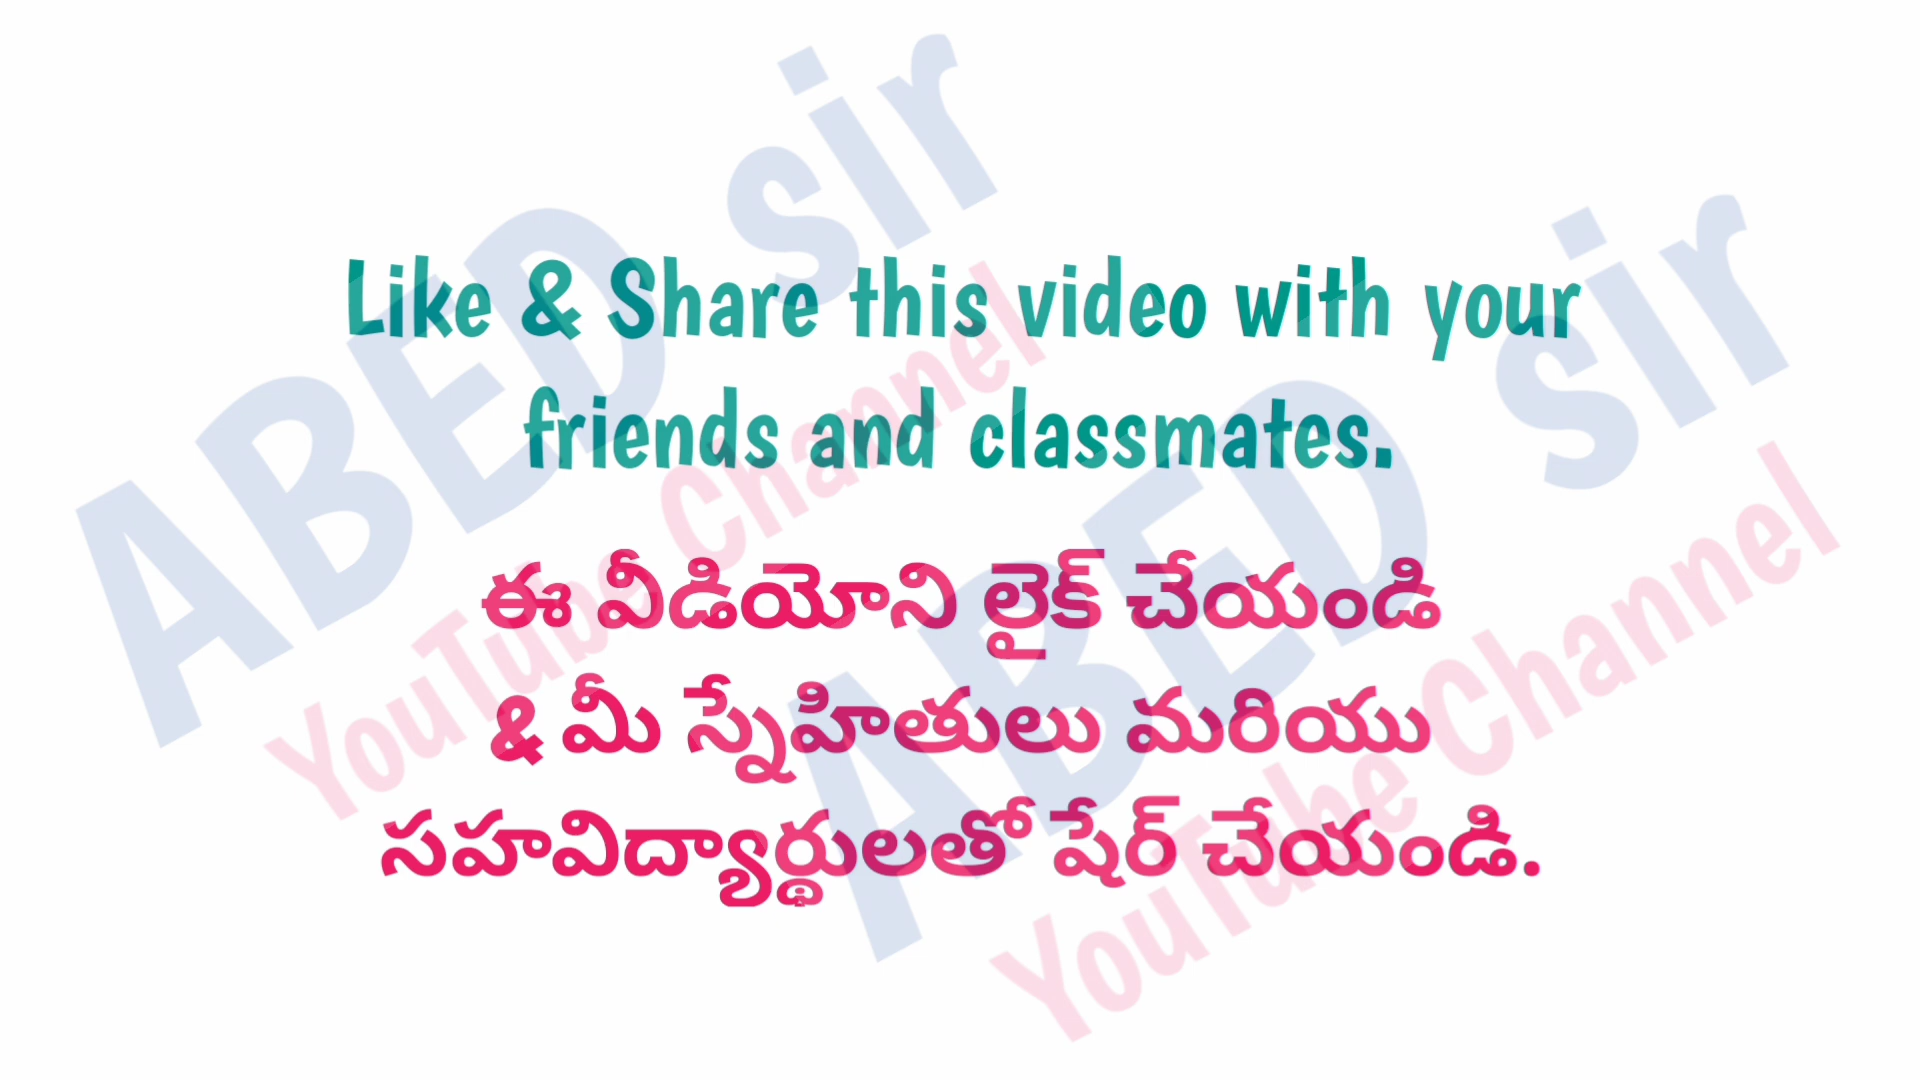 Like & Share this video with your
friends and classmates.
ఈ వీడియోని లైక్ చేయండి
& మీ స్నేహితులు మరియు
సహవిద్యార్థులతో షేర్ చేయండి.
ABED sir
YouTube Channel
ABED sir
YouTube Channel